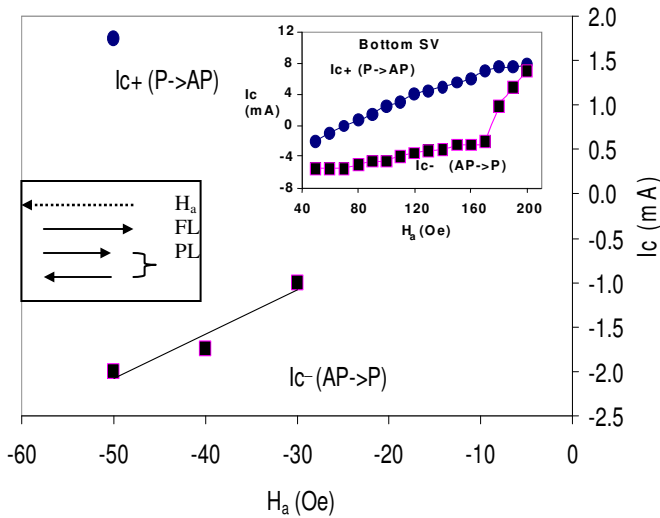 2.0
1.5
1.0
0.5
0.0
-0.5
-1.0
-1.5
-2.0
-2.5
Ic (mA)
-60 -50 -40 -30 -20 -10 0
Hₐ (Oe)
Ic+ (P->AP)
Ic– (AP->P)
Hₐ
FL
PL
Bottom SV
Ic+ (P->AP)
Ic- (AP->P)
Ic
(mA)
12
8
4
0
-4
-8
40 80 120 160 200
Hₐ (Oe)